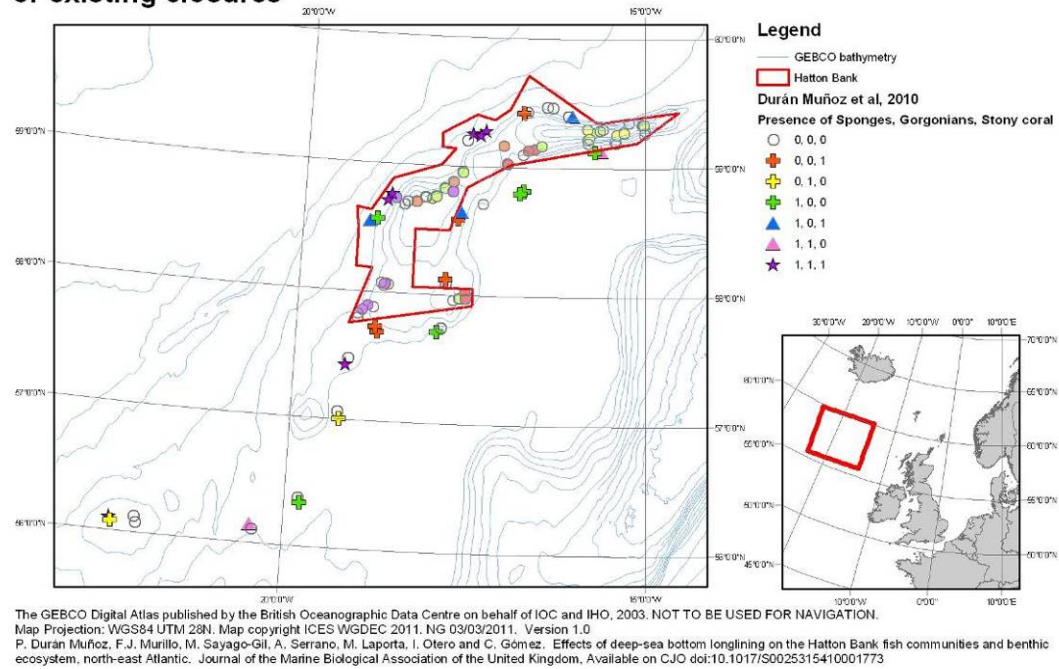 of existing closures
20°0'0"W
15°0'0"W
60°0'0"N
59°0'0"N
59°0'0"N
58°0'0"N
58°0'0"N
57°0'0"N
57°0'0"N
56°0'0"N
56°0'0"N
20°0'0"W
15°0'0"W
Legend
GEBCO bathymetry
Hatton Bank
Durán Muñoz et al, 2010
Presence of Sponges, Gorgonians, Stony coral
0, 0, 0
0, 0, 1
0, 1, 0
1, 0, 0
1, 0, 1
1, 1, 0
1, 1, 1
30°0'0"W 20°0'0"W 10°0'0"W 0°0'0" 10°0'0"E
70°0'0"N
60°0'0"N
65°0'0"N
55°0'0"N
60°0'0"N
50°0'0"N
55°0'0"N
45°0'0"N
50°0'0"N
10°0'0"W 0°0'0" 10°0'0"E
The GEBCO Digital Atlas published by the British Oceanographic Data Centre on behalf of IOC and IHO, 2003. NOT TO BE USED FOR NAVIGATION.
Map Projection: WGS84 UTM 28N. Map copyright ICES WGDEC 2011. NG 03/03/2011. Version 1.0
P. Durán Muñoz, F.J. Murillo, M. Sayago-Gil, A. Serrano, M. Laporta, I. Otero and C. Gómez. Effects of deep-sea bottom longlining on the Hatton Bank fish communities and benthic
ecosystem, north-east Atlantic. Journal of the Marine Biological Association of the United Kingdom, Available on CJO doi:10.1017/S0025315410001773